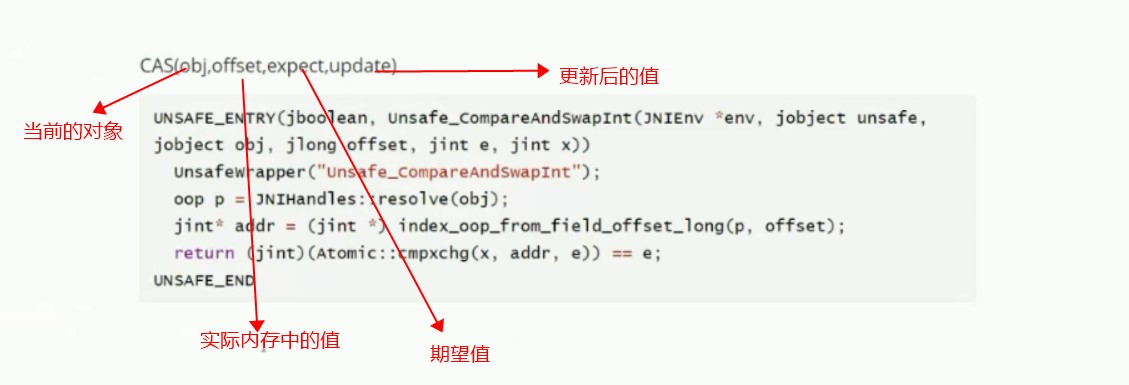 CAS(obj,offset,expect,update)
更新后的值
当前的对象
UNSAFE_ENTRY(jboolean, Unsafe_CompareAndSwapInt(JNIEnv *env, jobject unsafe,
jobject obj, jlong offset, jint e, jint x))
  UnsafeWrapper("Unsafe_CompareAndSwapInt");
  oop p = JNIHandles::resolve(obj);
  jint* addr = (jint *) index_oop_from_field_offset_long(p, offset);
  return (jint)(Atomic::cmpxchg(x, addr, e)) == e;
UNSAFE_END
实际内存中的值
期望值